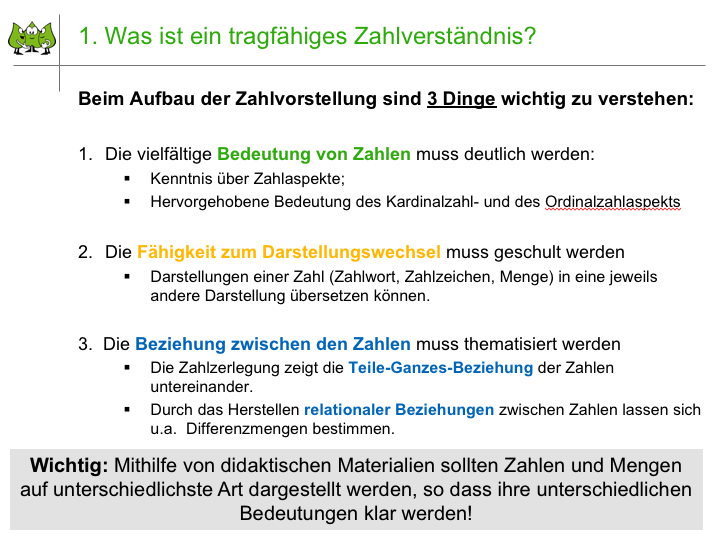 1. Was ist ein tragfähiges Zahlverständnis?
Beim Aufbau der Zahlvorstellung sind 3 Dinge wichtig zu verstehen:
1. Die vielfältige Bedeutung von Zahlen muss deutlich werden:
▪ Kenntnis über Zahlaspekte;
▪ Hervorgehobene Bedeutung des Kardinalzahl- und des Ordinalzahlaspekts
2. Die Fähigkeit zum Darstellungswechsel muss geschult werden
▪ Darstellungen einer Zahl (Zahlwort, Zahlzeichen, Menge) in eine jeweils
andere Darstellung übersetzen können.
3. Die Beziehung zwischen den Zahlen muss thematisiert werden
▪ Die Zahlzerlegung zeigt die Teile-Ganzes-Beziehung der Zahlen
untereinander.
▪ Durch das Herstellen relationaler Beziehungen zwischen Zahlen lassen sich
u.a. Differenzmengen bestimmen.
Wichtig: Mithilfe von didaktischen Materialien sollten Zahlen und Mengen
auf unterschiedlichste Art dargestellt werden, so dass ihre unterschiedlichen
Bedeutungen klar werden!